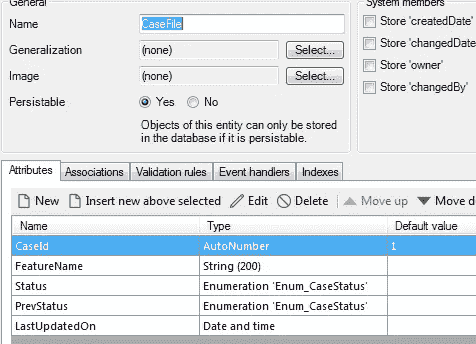 General
Name CaseFile
Generalization (none) Select...
Image (none) Select...
Persistable Yes No
Objects of this entity can only be stored
in the database if it is persistable.
System members
Store 'createdDate'
Store 'changedDate
Store 'owner'
Store 'changedBy'
Attributes Associations Validation rules Event handlers Indexes
New Insert new above selected Edit Delete Move up Move do
Name Type Default value
CaseId AutoNumber 1
FeatureName String (200)
Status Enumeration 'Enum_CaseStatus'
PrevStatus Enumeration 'Enum_CaseStatus'
LastUpdatedOn Date and time